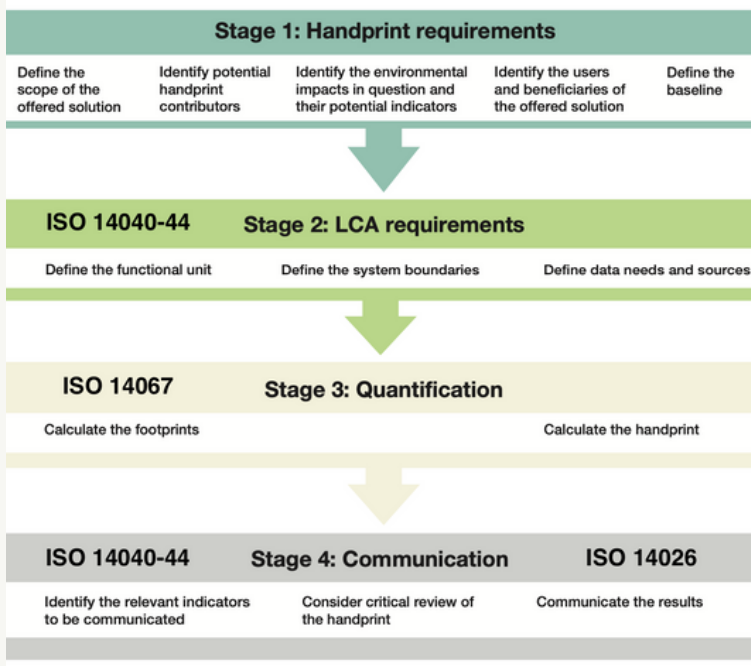 Stage 1: Handprint requirements
Define the
scope of the
offered solution
Identify potential
handprint
contributors
Identify the environmental
impacts in question and
their potential indicators
Identify the users
and beneficiaries of
the offered solution
Define the
baseline
ISO 14040-44 Stage 2: LCA requirements
Define the functional unit
Define the system boundaries
Define data needs and sources
ISO 14067 Stage 3: Quantification
Calculate the footprints
Calculate the handprint
ISO 14040-44 Stage 4: Communication ISO 14026
Identify the relevant indicators
to be communicated
Consider critical review of
the handprint
Communicate the results